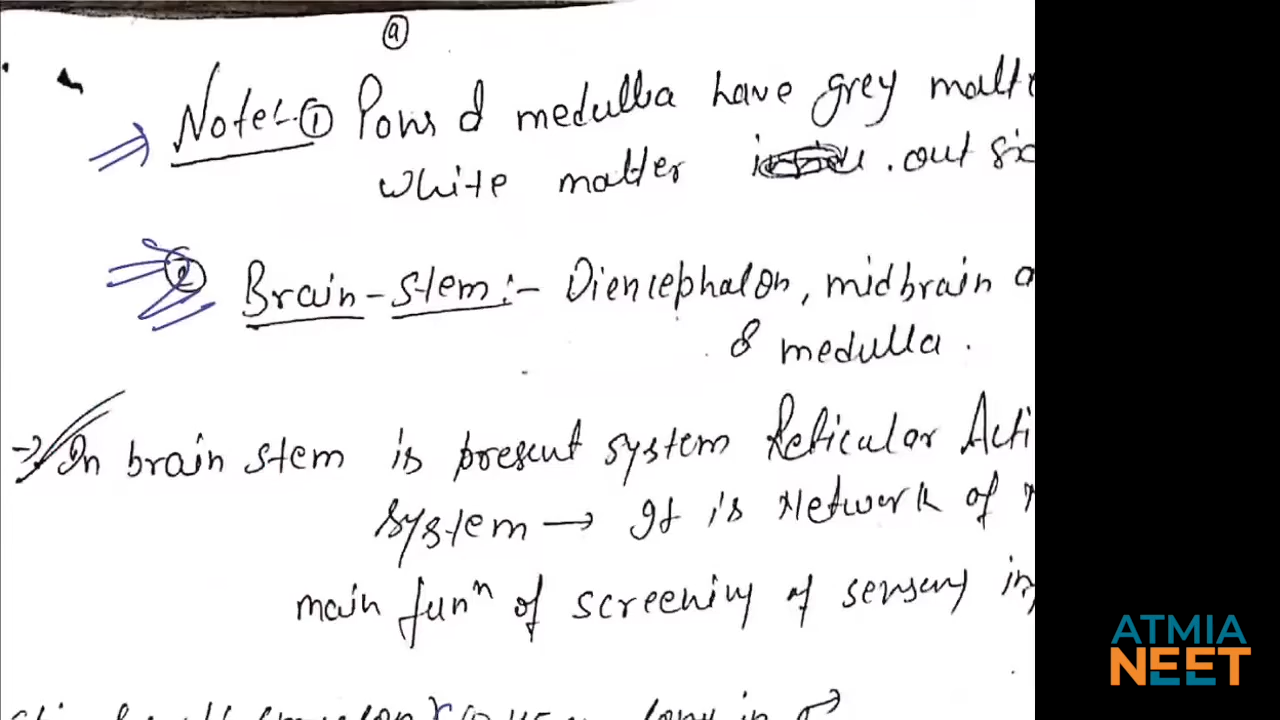 a
Note:- ① Pons & medulla have grey matt
white matter out si
② Brain-stem:- Diencephalon, midbrain a
& medulla.
→ In brain stem is present system Reticular Acti
system → It is Network of
main funⁿ of screening of sensory in
ATMIA
NEET